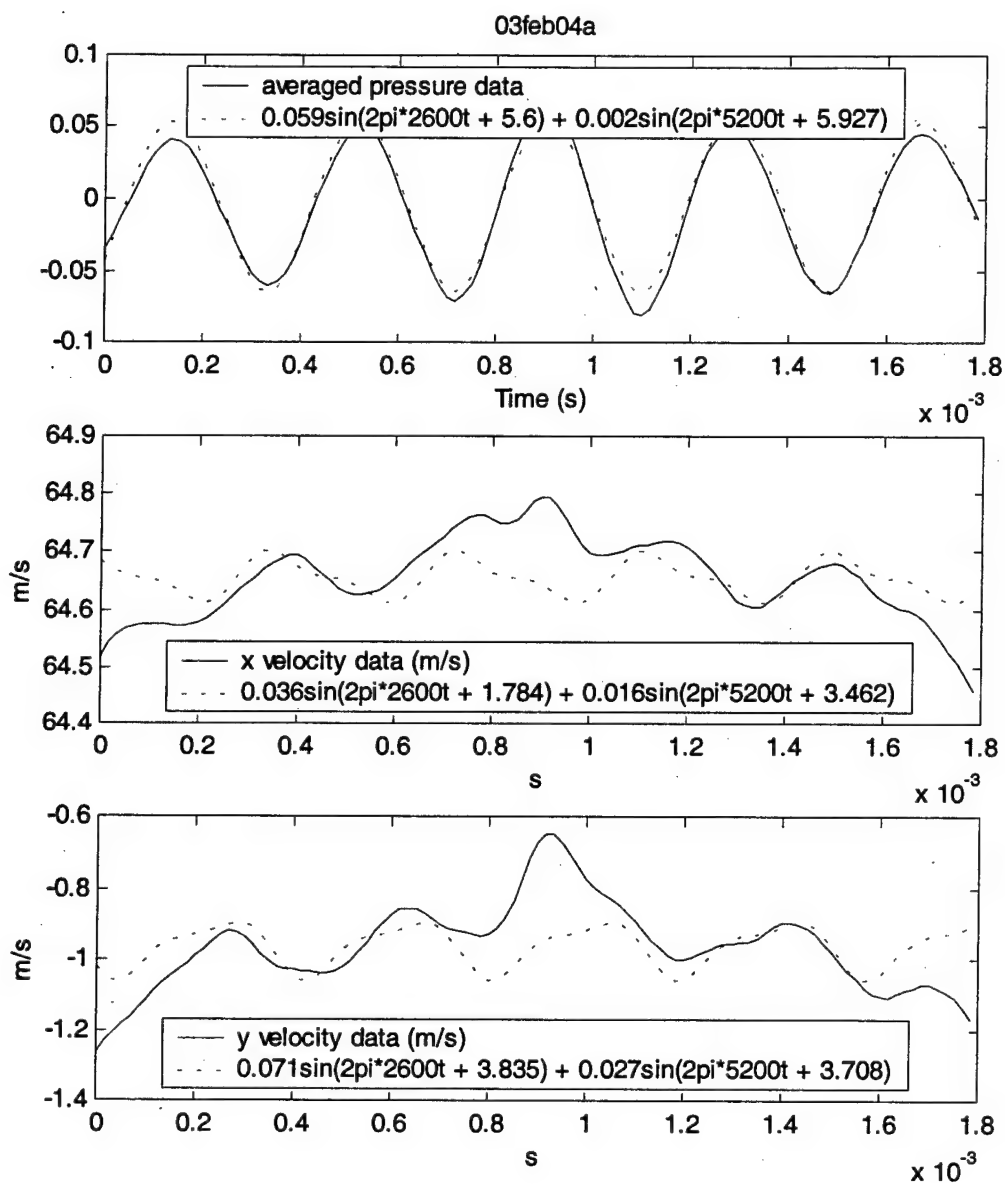 03feb04a
0.1
0.05
0
-0.05
-0.1
averaged pressure data
0.059sin(2pi*2600t + 5.6) + 0.002sin(2pi*5200t + 5.927)
0 0.2 0.4 0.6 0.8 1 1.2 1.4 1.6 1.8
Time (s)
x 10-3
64.9
64.8
64.7
64.6
64.5
64.4
m/s
x velocity data (m/s)
0.036sin(2pi*2600t + 1.784) + 0.016sin(2pi*5200t + 3.462)
0 0.2 0.4 0.6 0.8 1 1.2 1.4 1.6 1.8
s
x 10-3
-0.6
-0.8
-1
-1.2
-1.4
m/s
y velocity data (m/s)
0.071sin(2pi*2600t + 3.835) + 0.027sin(2pi*5200t + 3.708)
0 0.2 0.4 0.6 0.8 1 1.2 1.4 1.6 1.8
s
x 10-3